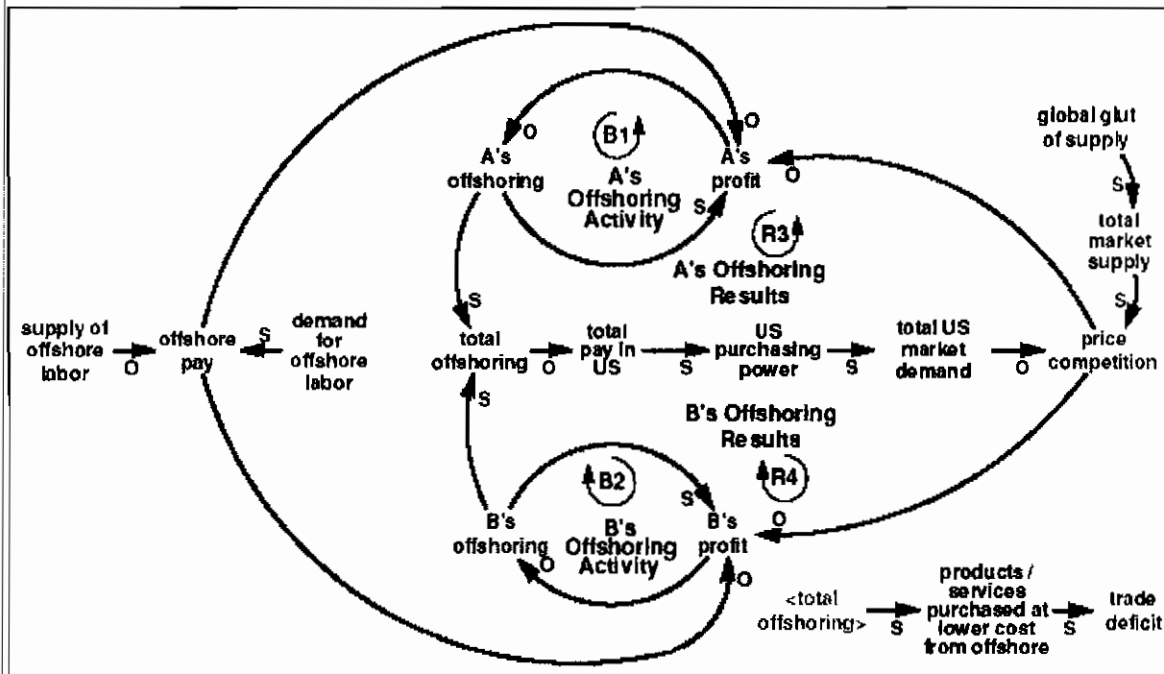 O
O
B1
A's
offshoring
A's
Offshoring
Activity
S
A's
profit
O
global glut
of supply
S
total
market
supply
S
R3
A's Offshoring
Results
S
supply of
offshore
labor
O
offshore
pay
S
demand
for
offshore
labor
total
offshoring
O
total
pay in
US
S
US
purchasing
power
S
total US
market
demand
O
price
competition
S
B's Offshoring
Results
B2
R4
S
O
B's
offshoring
O
B's
Offshoring
Activity
B's
profit
O
<total
offshoring>
S
products /
services
purchased at
lower cost
from offshore
S
trade
deficit